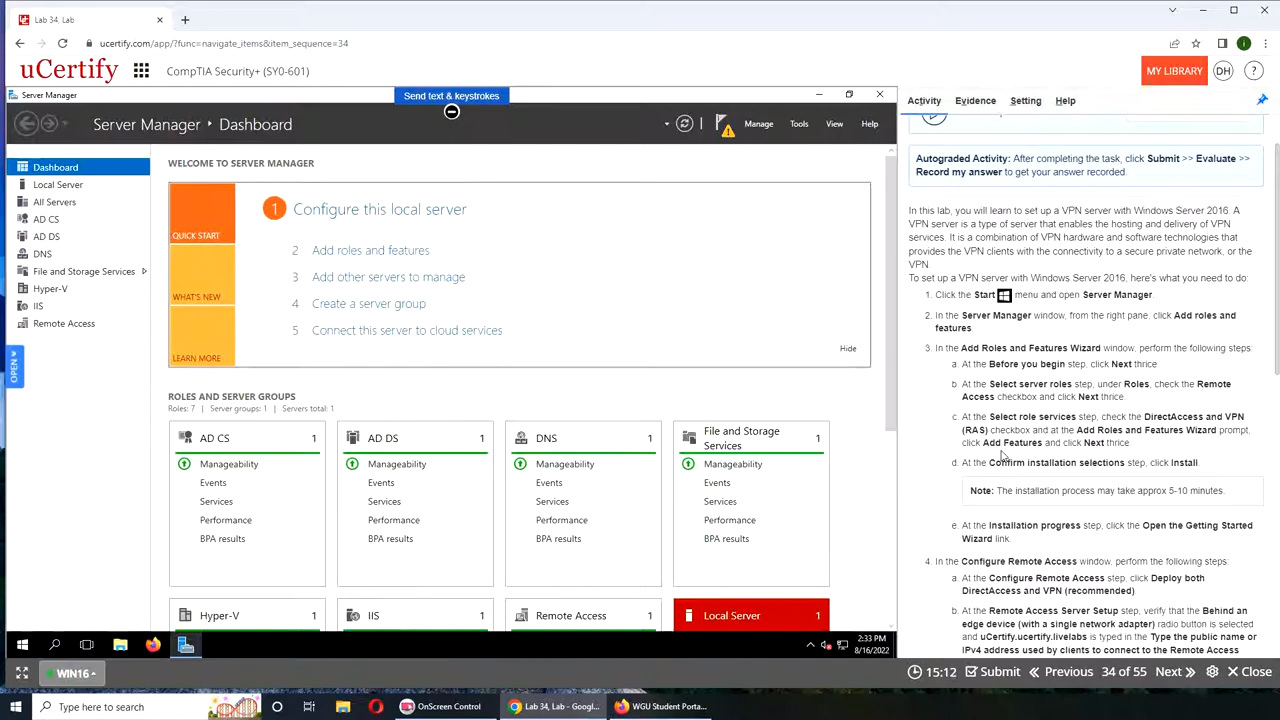 Lab 34, Lab
ucertify.com/app/?func=navigate_items&item_sequence=34
i
uCertify
CompTIA Security+ (SY0-601)
MY LIBRARY
DH
?
Server Manager
Send text & keystrokes
Server Manager • Dashboard
Manage
Tools
View
Help
Dashboard
Local Server
All Servers
AD CS
AD DS
DNS
File and Storage Services
Hyper-V
IIS
Remote Access
OPEN
WELCOME TO SERVER MANAGER
QUICK START
WHAT'S NEW
LEARN MORE
1 Configure this local server
2 Add roles and features
3 Add other servers to manage
4 Create a server group
5 Connect this server to cloud services
Hide
ROLES AND SERVER GROUPS
Roles: 7 | Server groups: 1 | Servers total: 1
AD CS 1
Manageability
Events
Services
Performance
BPA results
AD DS 1
Manageability
Events
Services
Performance
BPA results
DNS 1
Manageability
Events
Services
Performance
BPA results
File and Storage
Services 1
Manageability
Events
Services
Performance
BPA results
Hyper-V 1
IIS 1
Remote Access 1
Local Server 1
2:33 PM
8/16/2022
Activity
Evidence
Setting
Help
Autograded Activity: After completing the task, click Submit >> Evaluate >>
Record my answer to get your answer recorded.
In this lab, you will learn to set up a VPN server with Windows Server 2016. A
VPN server is a type of server that enables the hosting and delivery of VPN
services. It is a combination of VPN hardware and software technologies that
provides the VPN clients with the connectivity to a secure private network, or the
VPN.
To set up a VPN server with Windows Server 2016, here's what you need to do:
1. Click the Start menu and open Server Manager.
2. In the Server Manager window, from the right pane, click Add roles and
features.
3. In the Add Roles and Features Wizard window, perform the following steps:
a. At the Before you begin step, click Next thrice.
b. At the Select server roles step, under Roles, check the Remote
Access checkbox and click Next thrice.
c. At the Select role services step, check the DirectAccess and VPN
(RAS) checkbox and at the Add Roles and Features Wizard prompt,
click Add Features and click Next thrice.
d. At the Confirm installation selections step, click Install.
Note: The installation process may take approx 5-10 minutes.
e. At the Installation progress step, click the Open the Getting Started
Wizard link.
4. In the Configure Remote Access window, perform the following steps:
a. At the Configure Remote Access step, click Deploy both
DirectAccess and VPN (recommended)
b. At the Remote Access Server Setup step, verify that the Behind an
edge device (with a single network adapter) radio button is selected
and uCertify.ucertify.livelabs is typed in the Type the public name or
IPv4 address used by clients to connect to the Remote Access
WIN16
15:12
Submit
Previous
34 of 55
Next
Close
Type here to search
OnScreen Control
Lab 34, Lab - Googl...
WGU Student Porta...